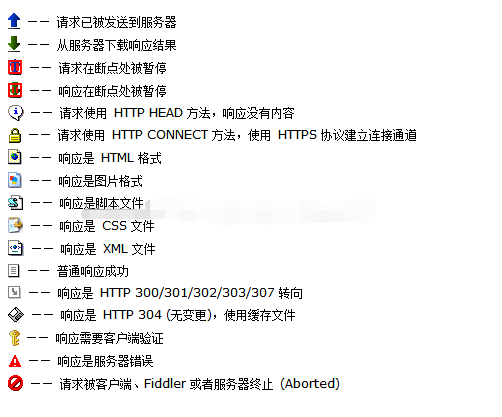 —— 请求已被发送到服务器
—— 从服务器下载响应结果
—— 请求在断点处被暂停
—— 响应在断点处被暂停
—— 请求使用 HTTP HEAD 方法，响应没有内容
—— 请求使用 HTTP CONNECT 方法，使用 HTTPS 协议建立连接通道
—— 响应是 HTML 格式
—— 响应是图片格式
—— 响应是脚本文件
—— 响应是 CSS 文件
—— 响应是 XML 文件
—— 普通响应成功
—— 响应是 HTTP 300/301/302/303/307 转向
—— 响应是 HTTP 304 (无变更)，使用缓存文件
—— 响应需要客户端验证
—— 响应是服务器错误
—— 请求被客户端、Fiddler 或者服务器终止 (Aborted)